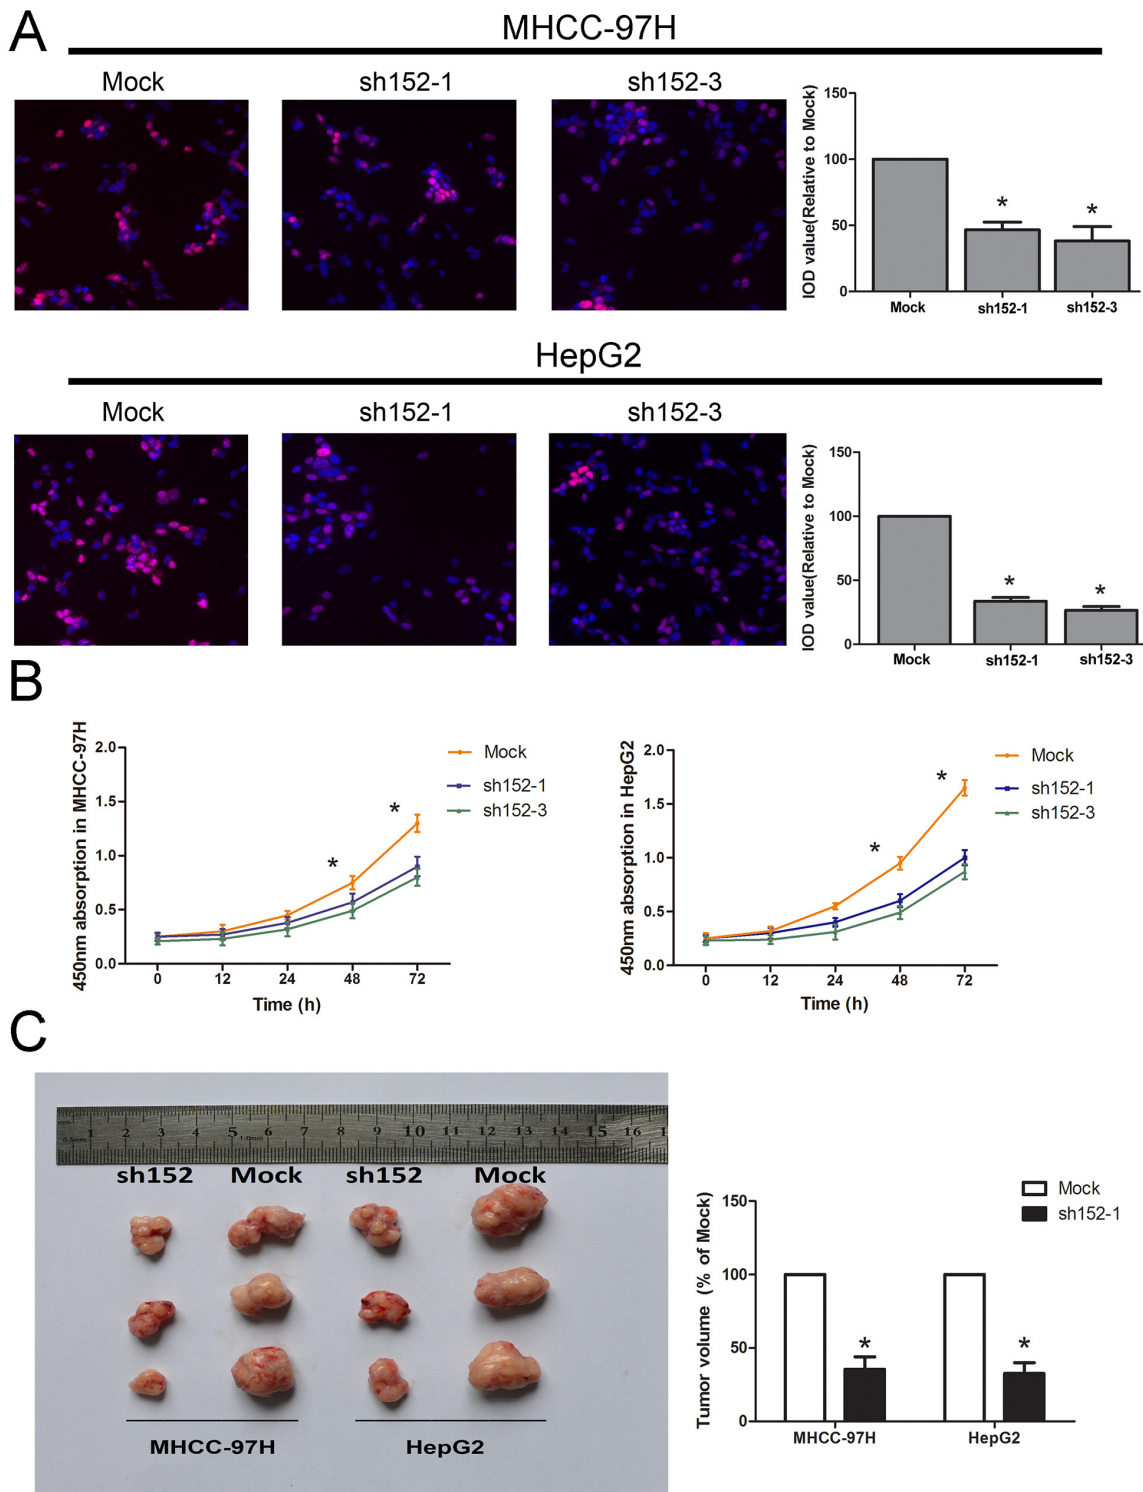 A
MHCC-97H
Mock
sh152-1
sh152-3
IOD value(Relative to Mock)
150
100
50
0
Mock
sh152-1
sh152-3
HepG2
Mock
sh152-1
sh152-3
IOD value(Relative to Mock)
150
100
50
0
Mock
sh152-1
sh152-3
B
450nm absorption in MHCC-97H
2.0
1.5
1.0
0.5
0.0
0 12 24 48 72
Time (h)
Mock
sh152-1
sh152-3
* *
450nm absorption in HepG2
2.0
1.5
1.0
0.5
0.0
0 12 24 48 72
Time (h)
Mock
sh152-1
sh152-3
* *
C
1 2 3 4 5 6 7 8 9 10 11 12 13 14 15 16 1
0.5mm
1.0mm
sh152 Mock sh152 Mock
MHCC-97H HepG2
Tumor volume (% of Mock)
150
100
50
0
Mock
sh152-1
* *
MHCC-97H HepG2